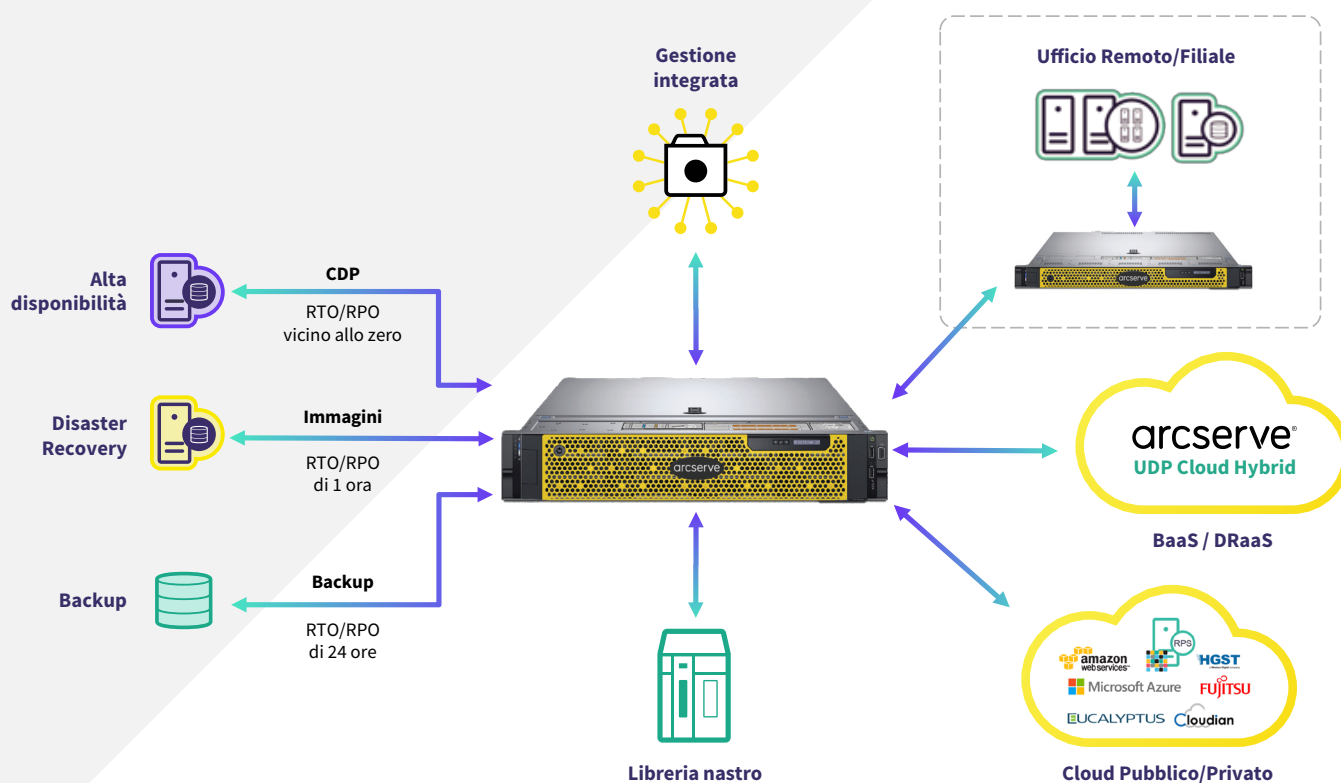 Gestione
integrata
Ufficio Remoto/Filiale
arcserve
Alta
disponibilità
CDP
RTO/RPO
vicino allo zero
Disaster
Recovery
Immagini
RTO/RPO
di 1 ora
arcserve
arcserve®
UDP Cloud Hybrid
BaaS / DRaaS
Backup
Backup
RTO/RPO
di 24 ore
Libreria nastro
RPS
amazon
webservices™
HGST
Microsoft Azure
FUJITSU
EUCALYPTUS
Cloudian
Cloud Pubblico/Privato